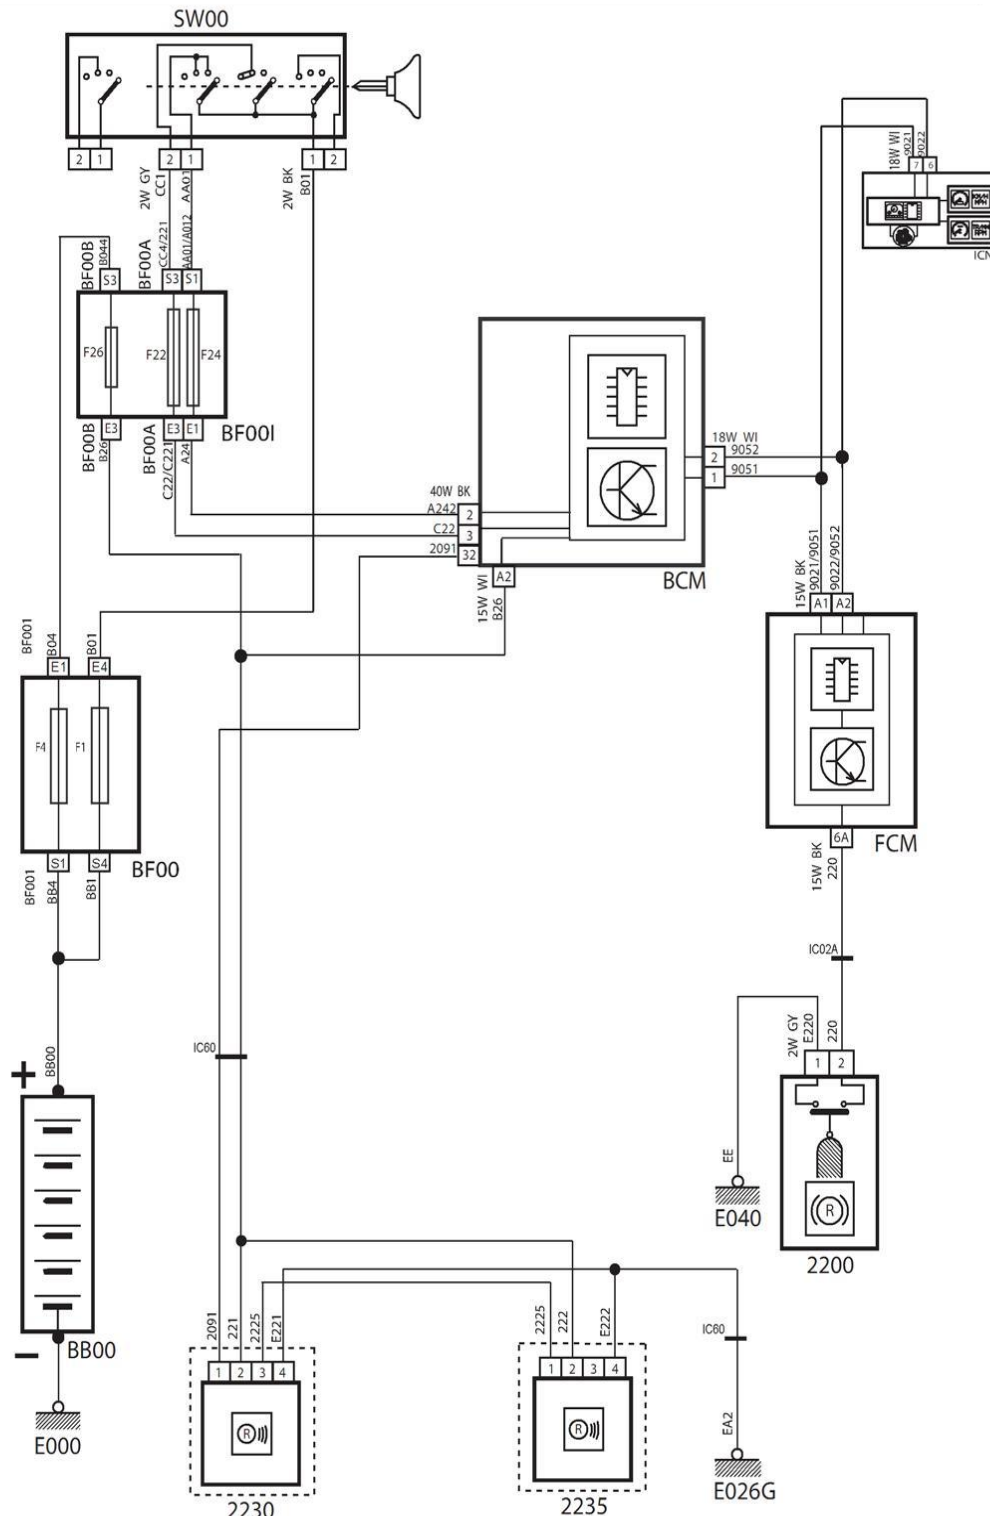 SW00
2 1
2 1
1 2
2W GY
CC1
AA01
2W BK
B01
18W WI
9021
9022
7 6
KM/H
MPH
ICN
BF00B
B044
BF00A
CC4/221
AA01/A012
S3
S3 S1
F26
F22
F24
E3
E3 E1
BF00I
BF00B
B26
BF00A
C22/C221
A24
18W WI
2
9052
1
9051
40W BK
A242
2
C22
3
2091
32
A2
BCM
15W WI
B26
15W BK
9021/9051
9022/9052
A1 A2
BF001
B04
B01
E1 E4
F4
F1
S1 S4
BF00
BF001
BB4
BB1
6A
FCM
15W BK
220
IC02A
2W GY
E220
220
1 2
IC60
+
BB00
EE
E040
R
2200
2091
221
2225
E221
2225
222
E222
IC60
−
BB00
1 2 3 4
1 2 3 4
R
R
EA2
E000
E026G
2230
2235